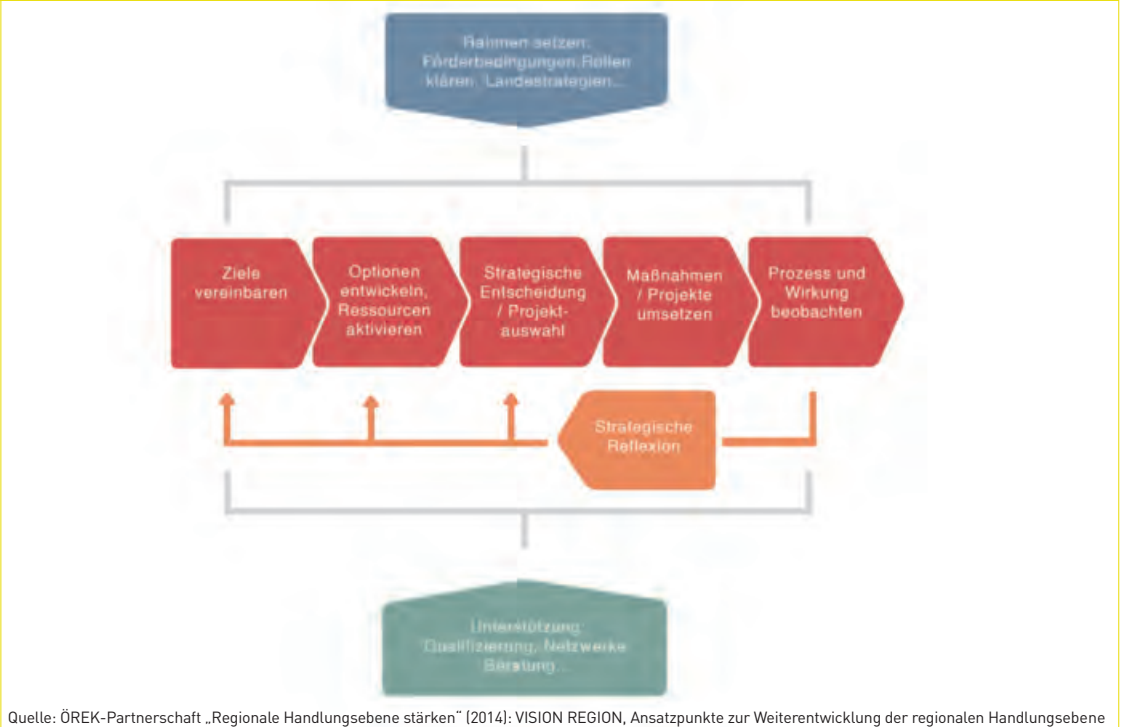 Rahmen setzen:
Förderbedingungen, Rollen
klären, Landestrategien...
Ziele
vereinbaren
Optionen
entwickeln,
Ressourcen
aktivieren
Strategische
Entscheidung
/ Projekt-
auswahl
Maßnahmen
/ Projekte
umsetzen
Prozess und
Wirkung
beobachten
Strategische
Reflexion
Unterstützung:
Qualifizierung, Netzwerke
Beratung...
Quelle: ÖREK-Partnerschaft „Regionale Handlungsebene stärken“ (2014): VISION REGION, Ansatzpunkte zur Weiterentwicklung der regionalen Handlungsebene